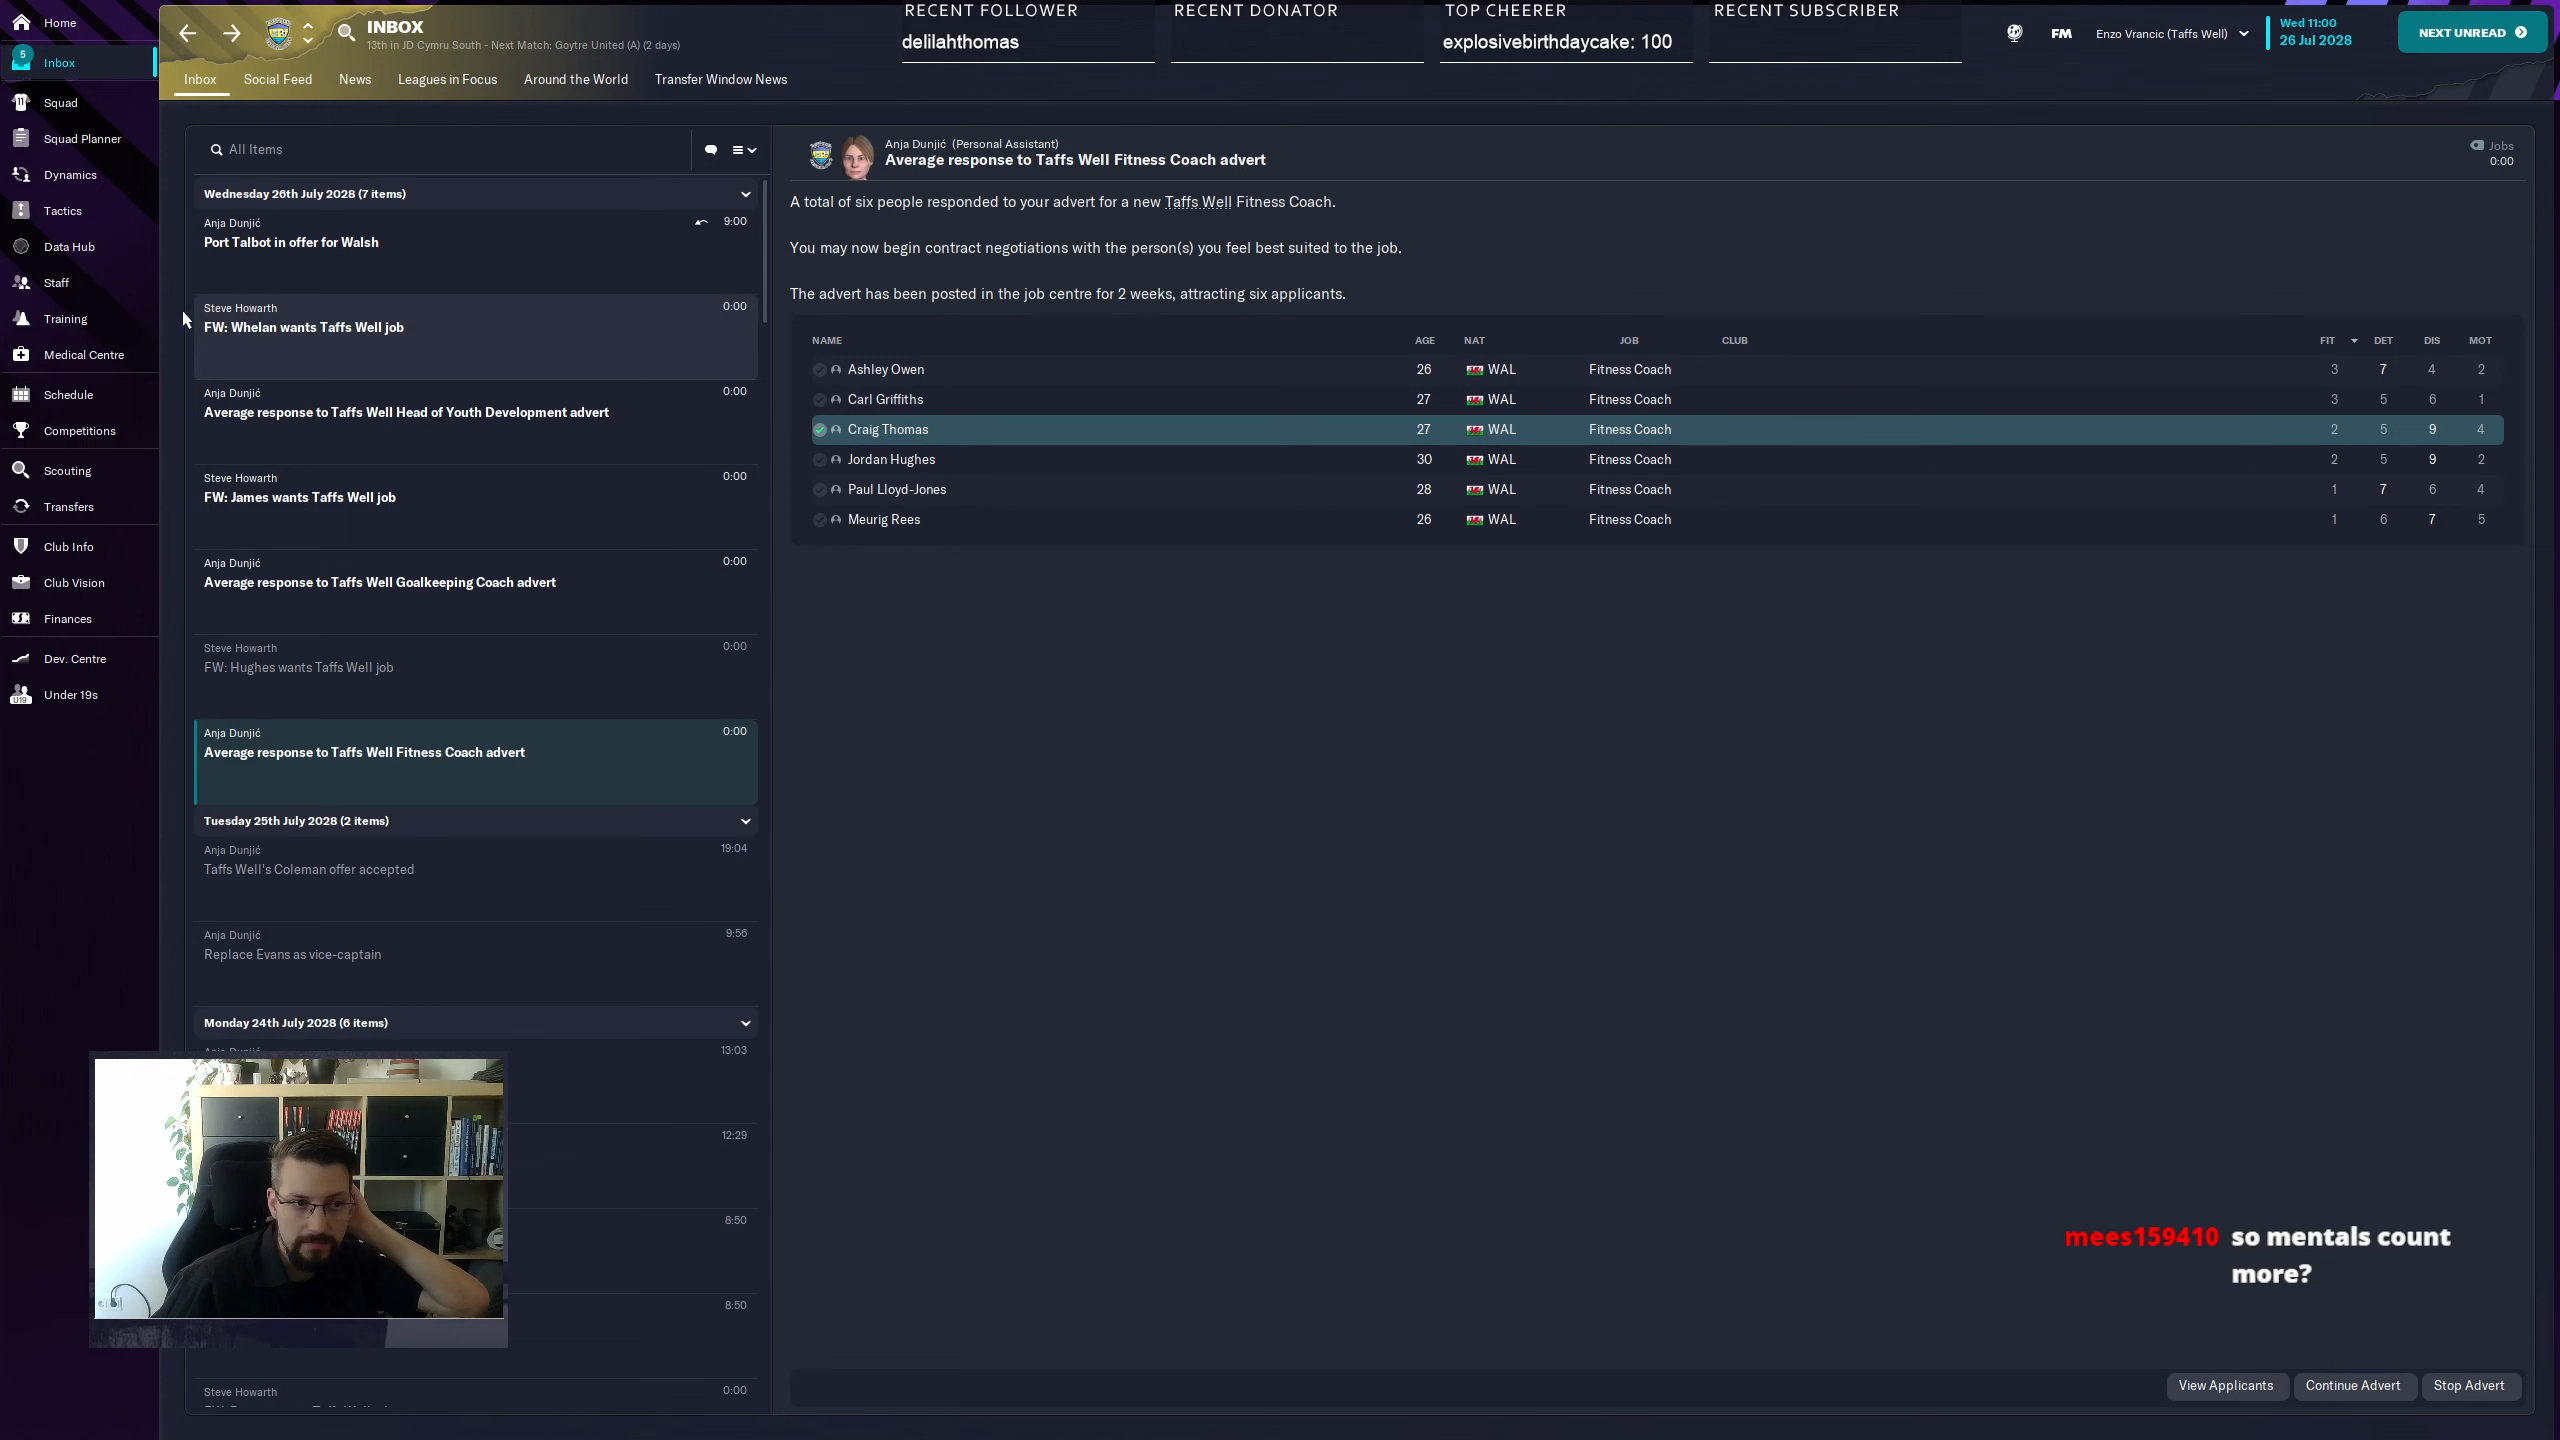 Home
5
Inbox
Squad
Squad Planner
Dynamics
Tactics
Data Hub
Staff
Training
Medical Centre
Schedule
Competitions
Scouting
Transfers
Club Info
Club Vision
Finances
Dev. Centre
U19
Under 19s
INBOX
13th in JD Cymru South - Next Match: Goytre United (A) (2 days)
Inbox Social Feed News Leagues in Focus Around the World Transfer Window News
RECENT FOLLOWER
delilahthomas
RECENT DONATOR
TOP CHEERER
explosivebirthdaycake: 100
RECENT SUBSCRIBER
FM
Enzo Vrancic (Taffs Well)
Wed 11:00
26 Jul 2028
NEXT UNREAD
All Items
Wednesday 26th July 2028 (7 items)
Anja Dunjić 9:00
Port Talbot in offer for Walsh
Steve Howarth 0:00
FW: Whelan wants Taffs Well job
Anja Dunjić 0:00
Average response to Taffs Well Head of Youth Development advert
Steve Howarth 0:00
FW: James wants Taffs Well job
Anja Dunjić 0:00
Average response to Taffs Well Goalkeeping Coach advert
Steve Howarth 0:00
FW: Hughes wants Taffs Well job
Anja Dunjić 0:00
Average response to Taffs Well Fitness Coach advert
Tuesday 25th July 2028 (2 items)
Anja Dunjić 19:04
Taffs Well's Coleman offer accepted
Anja Dunjić 9:56
Replace Evans as vice-captain
Monday 24th July 2028 (6 items)
13:03
12:29
8:50
8:50
Steve Howarth 0:00
Anja Dunjić (Personal Assistant)
Average response to Taffs Well Fitness Coach advert
Jobs
0:00
A total of six people responded to your advert for a new Taffs Well Fitness Coach.
You may now begin contract negotiations with the person(s) you feel best suited to the job.
The advert has been posted in the job centre for 2 weeks, attracting six applicants.
NAME AGE NAT JOB CLUB FIT DET DIS MOT
Ashley Owen 26 WAL Fitness Coach 3 7 4 2
Carl Griffiths 27 WAL Fitness Coach 3 5 6 1
Craig Thomas 27 WAL Fitness Coach 2 5 9 4
Jordan Hughes 30 WAL Fitness Coach 2 5 9 2
Paul Lloyd-Jones 28 WAL Fitness Coach 1 7 6 4
Meurig Rees 26 WAL Fitness Coach 1 6 7 5
mees159410 so mentals count
more?
View Applicants Continue Advert Stop Advert